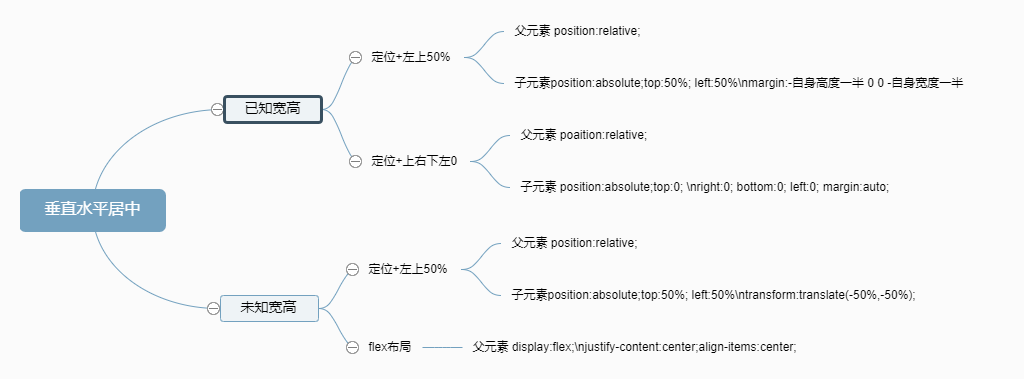 垂直水平居中
已知宽高
定位+左上50%
父元素 position:relative;
子元素position:absolute;top:50%; left:50%\nmargin:-自身高度一半 0 0 -自身宽度一半
定位+上右下左0
父元素 poaition:relative;
子元素 position:absolute;top:0; \nright:0; bottom:0; left:0; margin:auto;
未知宽高
定位+左上50%
父元素 position:relative;
子元素position:absolute;top:50%; left:50%\ntransform:translate(-50%,-50%);
flex布局
父元素 display:flex;\njustify-content:center;align-items:center;